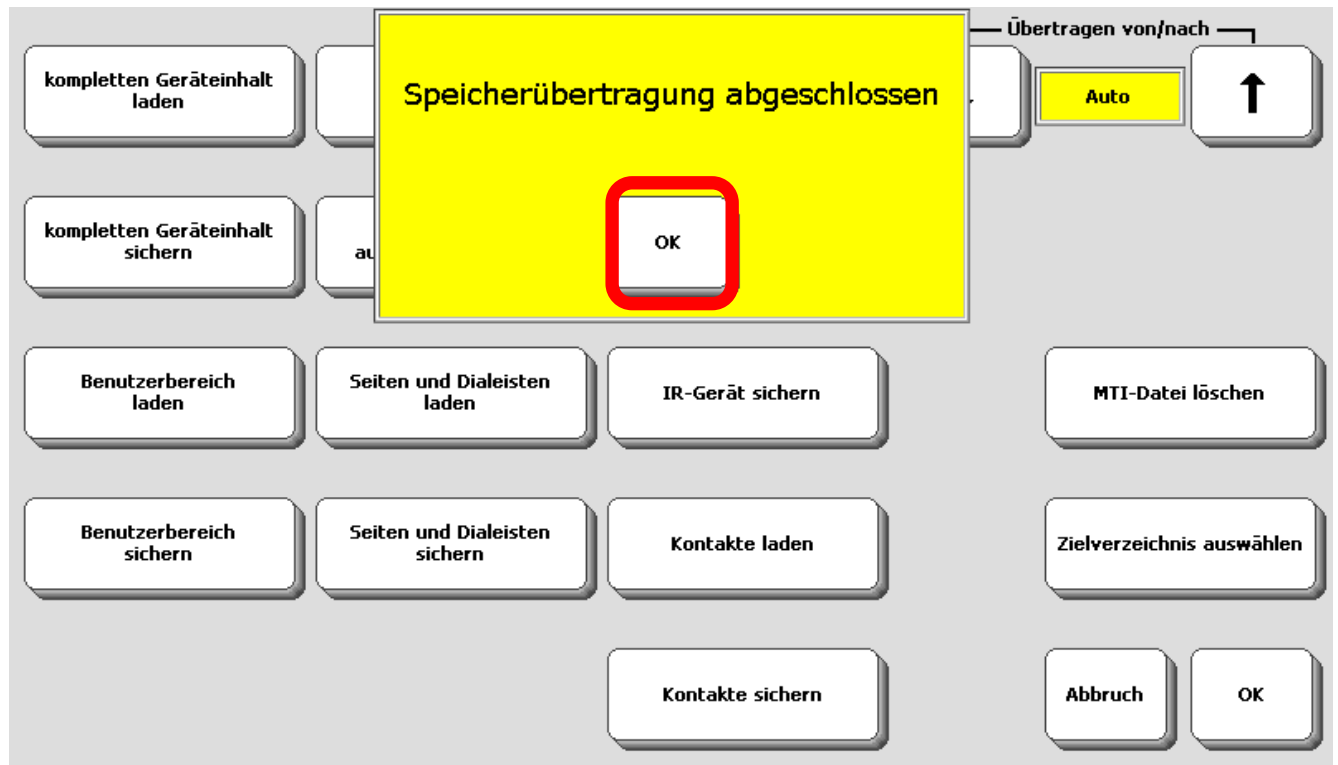 Übertragen von/nach
kompletten Geräteinhalt
laden
Speicherübertragung abgeschlossen
Auto
↑
kompletten Geräteinhalt
sichern
au
OK
Benutzerbereich
laden
Seiten und Dialeisten
laden
IR-Gerät sichern
MTI-Datei löschen
Benutzerbereich
sichern
Seiten und Dialeisten
sichern
Kontakte laden
Zielverzeichnis auswählen
Kontakte sichern
Abbruch
OK